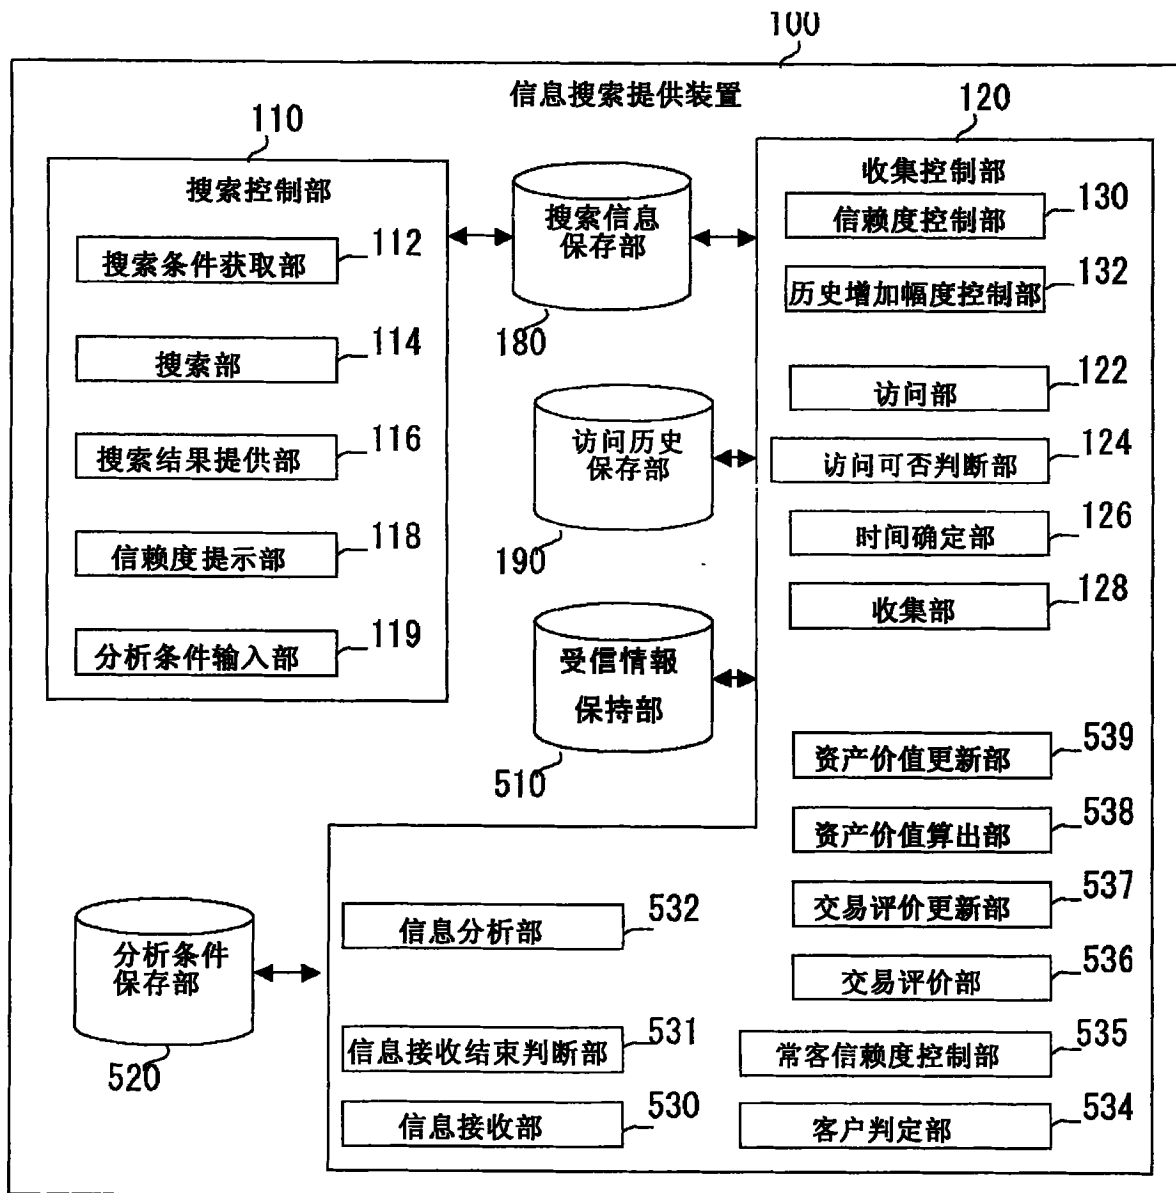 100
信息搜索提供装置
110
搜索控制部
搜索条件获取部
112
搜索部
114
搜索结果提供部
116
信赖度提示部
118
分析条件输入部
119
搜索信息
保存部
180
访问历史
保存部
190
受信情報
保持部
510
分析条件
保存部
520
120
收集控制部
信赖度控制部
130
历史增加幅度控制部
132
访问部
122
访问可否判断部
124
时间确定部
126
收集部
128
资产价值更新部
539
资产价值算出部
538
交易评价更新部
537
交易评价部
536
常客信赖度控制部
535
客户判定部
534
信息分析部
532
信息接收结束判断部
531
信息接收部
530